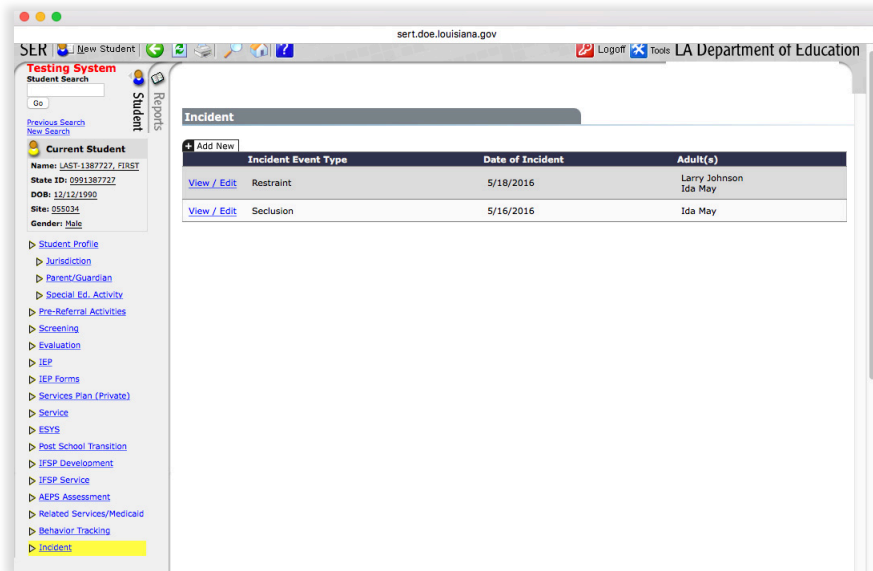 sert.doe.louisiana.gov
SER New Student Logoff Tools LA Department of Education
Testing System
Student Search
Go
Previous Search
New Search
Student
Reports
Current Student
Name: LAST-1387727, FIRST
State ID: 0991387727
DOB: 12/12/1990
Site: 055034
Gender: Male
Student Profile
Jurisdiction
Parent/Guardian
Special Ed. Activity
Pre-Referral Activities
Screening
Evaluation
IEP
IEP Forms
Services Plan (Private)
Service
ESYS
Post School Transition
IFSP Development
IFSP Service
AEPS Assessment
Related Services/Medicaid
Behavior Tracking
Incident
Incident
Add New
Incident Event Type Date of Incident Adult(s)
View / Edit Restraint 5/18/2016 Larry Johnson
Ida May
View / Edit Seclusion 5/16/2016 Ida May